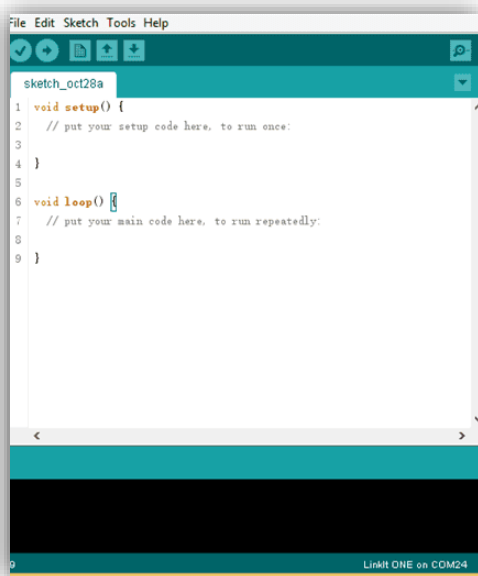 File Edit Sketch Tools Help
sketch_oct28a
1 void setup() {
2 // put your setup code here, to run once:
3
4 }
5
6 void loop() {
7 // put your main code here, to run repeatedly:
8
9 }
9 LinkIt ONE on COM24